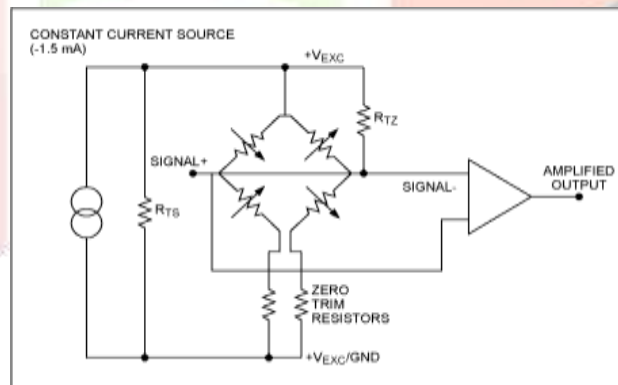 CONSTANT CURRENT SOURCE
(-1.5 mA)
+VEXC
RTZ
SIGNAL+
SIGNAL-
AMPLIFIED
OUTPUT
RTS
ZERO
TRIM
RESISTORS
+VEXC/GND